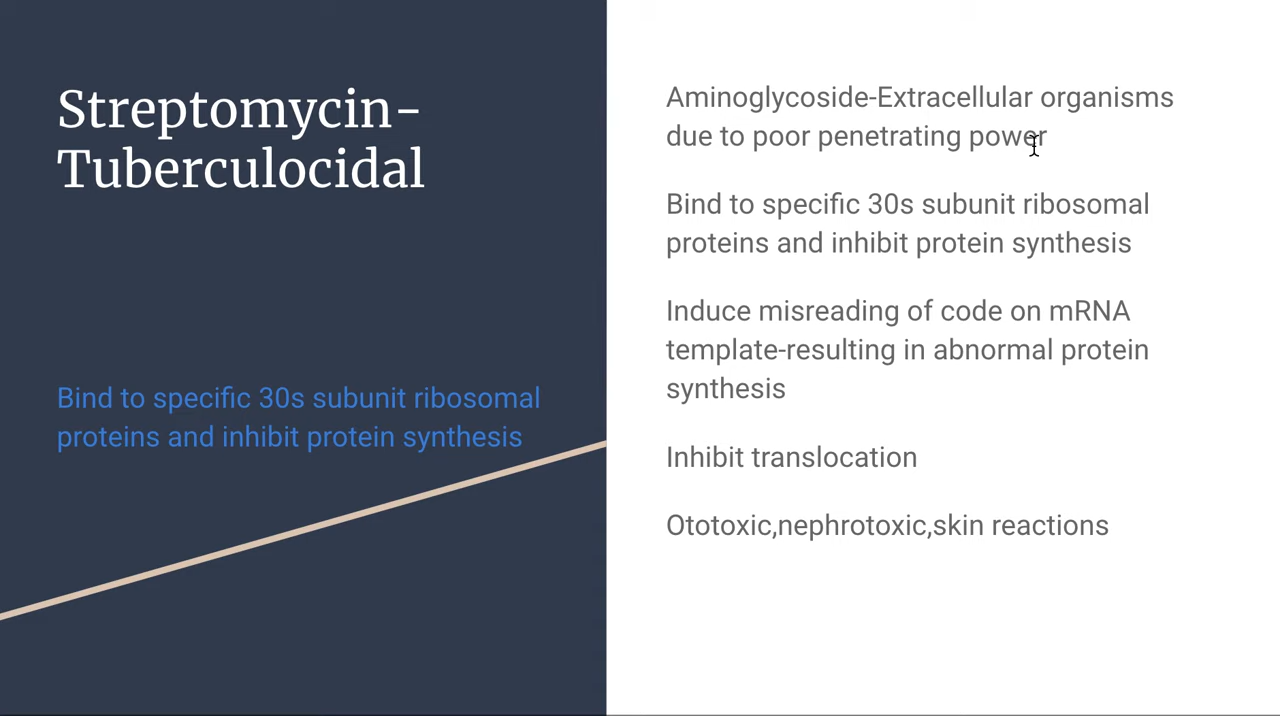 Streptomycin-
Tuberculocidal
Bind to specific 30s subunit ribosomal
proteins and inhibit protein synthesis
Aminoglycoside-Extracellular organisms
due to poor penetrating power
Bind to specific 30s subunit ribosomal
proteins and inhibit protein synthesis
Induce misreading of code on mRNA
template-resulting in abnormal protein
synthesis
Inhibit translocation
Ototoxic,nephrotoxic,skin reactions